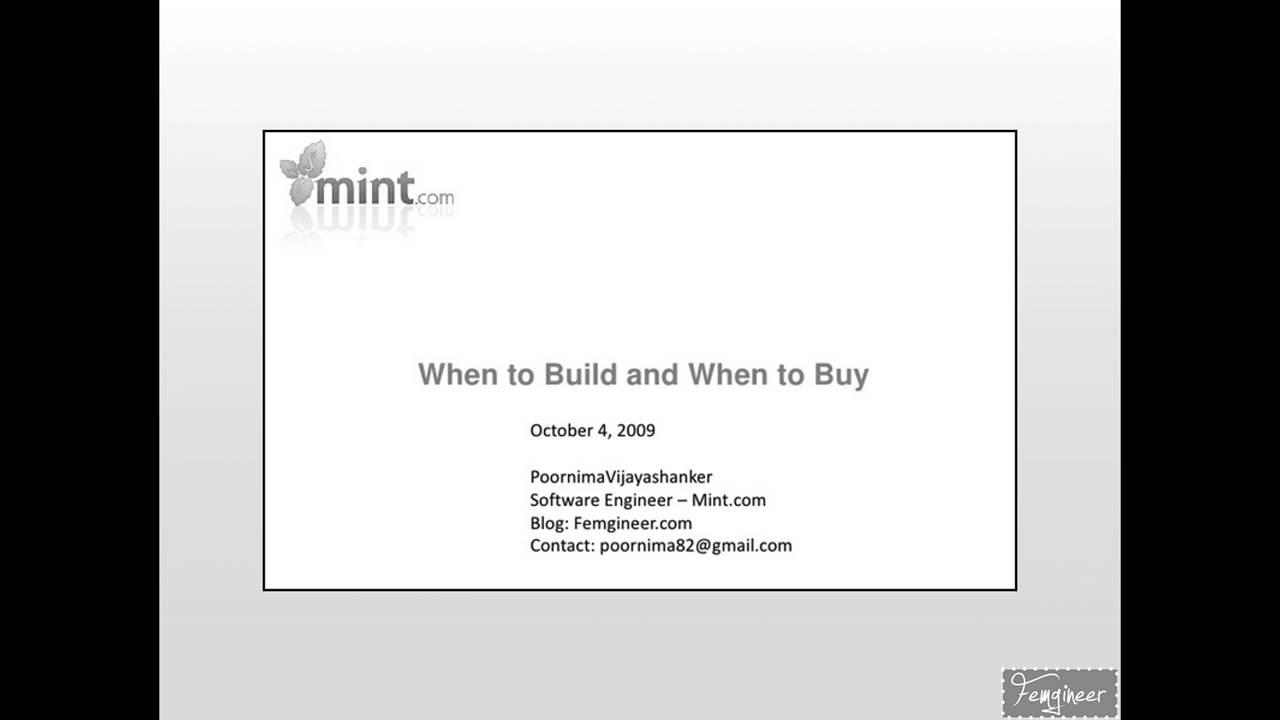 mint.com
When to Build and When to Buy
October 4, 2009
PoornimaVijayashanker
Software Engineer – Mint.com
Blog: Femgineer.com
Contact: poornima82@gmail.com
Femgineer